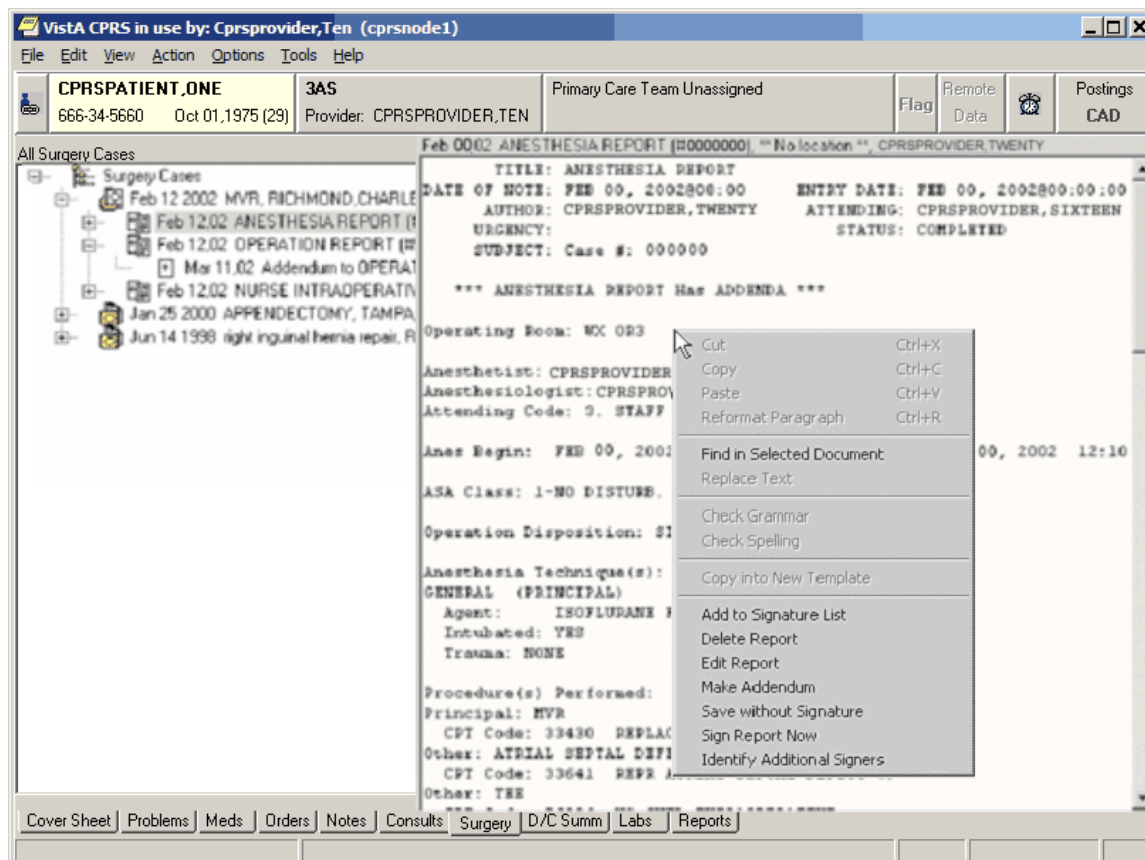 VistA CPRS in use by: Cprsprovider,Ten (cprsnode1)
File Edit View Action Options Tools Help
CPRSPATIENT,ONE 3AS Primary Care Team Unassigned Flag Remote Data Postings
666-34-5660 Oct 01,1975 (29) Provider: CPRSPROVIDER,TEN CAD
All Surgery Cases
Surgery Cases
Feb 12 2002 MVR, RICHMOND,CHARLE
Feb 12,02 ANESTHESIA REPORT
Feb 12,02 OPERATION REPORT (#
Mar 11,02 Addendum to OPERAT
Feb 12,02 NURSE INTRAOPERATIV
Jan 25 2000 APPENDECTOMY, TAMPA,
Jun 14 1998 right inguinal hernia repair, R
Feb 00,02 ANESTHESIA REPORT (#0000000), ** No location **, CPRSPROVIDER,TWENTY
TITLE: ANESTHESIA REPORT
DATE OF NOTE: FEB 00, 2002@00:00 ENTRY DATE: FEB 00, 2002@00:00:00
AUTHOR: CPRSPROVIDER,TWENTY ATTENDING: CPRSPROVIDER,SIXTEEN
URGENCY: STATUS: COMPLETED
SUBJECT: Case #: 000000
*** ANESTHESIA REPORT Has ADDENDA ***
Operating Room: WX OR3
Anesthetist: CPRSPROVIDER
Anesthesiologist: CPRSPROV
Attending Code: 3. STAFF
Anes Begin: FEB 00, 2002 00, 2002 12:10
ASA Class: 1-NO DISTURB.
Operation Disposition: SI
Anesthesia Technique(s):
GENERAL (PRINCIPAL)
Agent: ISOFLURANE
Intubated: YES
Trauma: NONE
Procedure(s) Performed:
Principal: MVR
CPT Code: 33430 REPLAC
Other: ATRIAL SEPTAL DEFE
CPT Code: 33641 REPR
Other: TEE
Cut Ctrl+X
Copy Ctrl+C
Paste Ctrl+V
Reformat Paragraph Ctrl+R
Find in Selected Document
Replace Text
Check Grammar
Check Spelling
Copy into New Template
Add to Signature List
Delete Report
Edit Report
Make Addendum
Save without Signature
Sign Report Now
Identify Additional Signers
Cover Sheet Problems Meds Orders Notes Consults Surgery D/C Summ Labs Reports